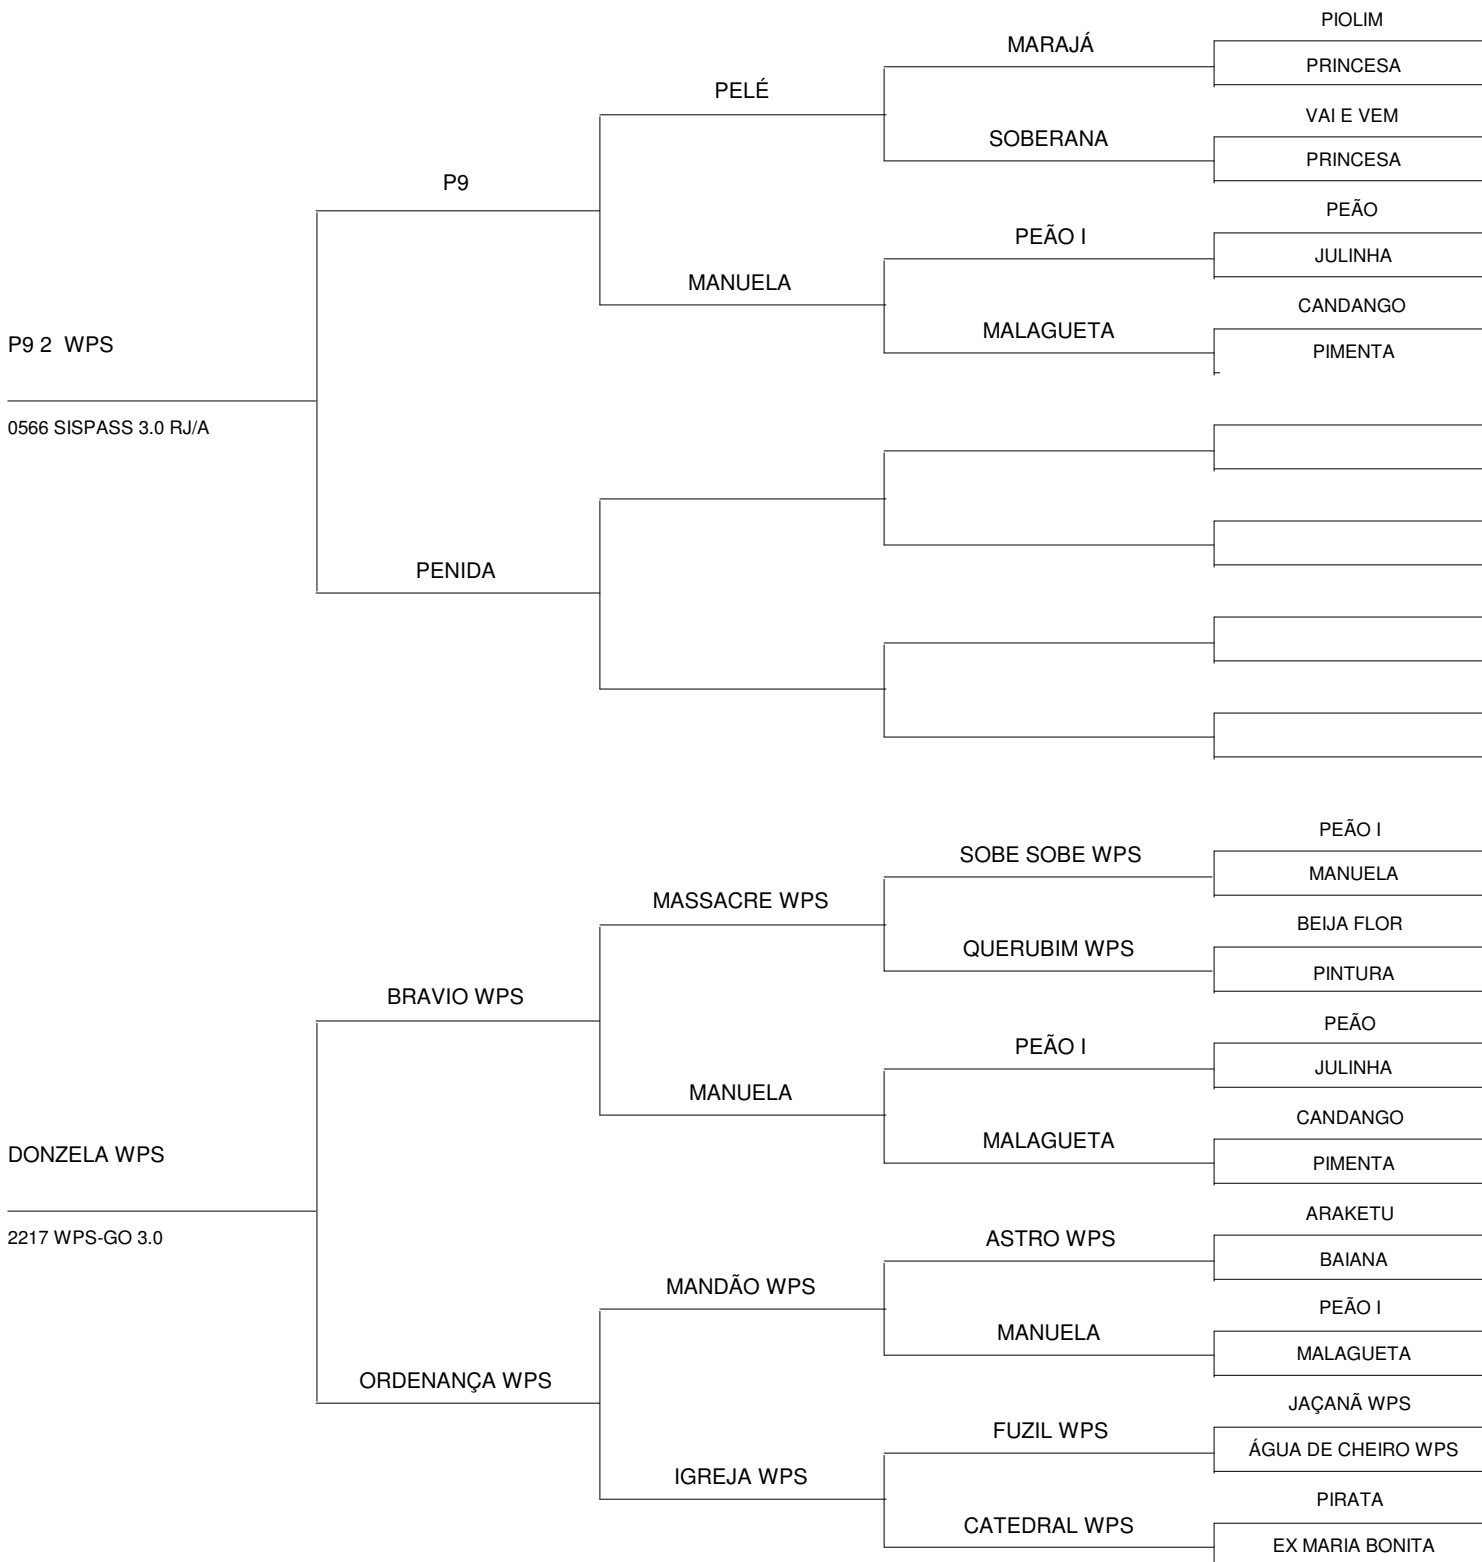 PIOLIM
MARAJÁ
PRINCESA
PELÉ
VAI E VEM
SOBERANA
PRINCESA
P9
PEÃO
PEÃO I
JULINHA
MANUELA
CANDANGO
MALAGUETA
PIMENTA
P9 2 WPS
0566 SISPASS 3.0 RJ/A
PENIDA
PEÃO I
SOBE SOBE WPS
MANUELA
MASSACRE WPS
BEIJA FLOR
QUERUBIM WPS
PINTURA
BRAVIO WPS
PEÃO
PEÃO I
JULINHA
MANUELA
CANDANGO
MALAGUETA
PIMENTA
DONZELA WPS
2217 WPS-GO 3.0
ARAKETU
ASTRO WPS
BAIANA
MANDÃO WPS
PEÃO I
MANUELA
MALAGUETA
ORDENANÇA WPS
JAÇANÃ WPS
FUZIL WPS
ÁGUA DE CHEIRO WPS
IGREJA WPS
PIRATA
CATEDRAL WPS
EX MARIA BONITA